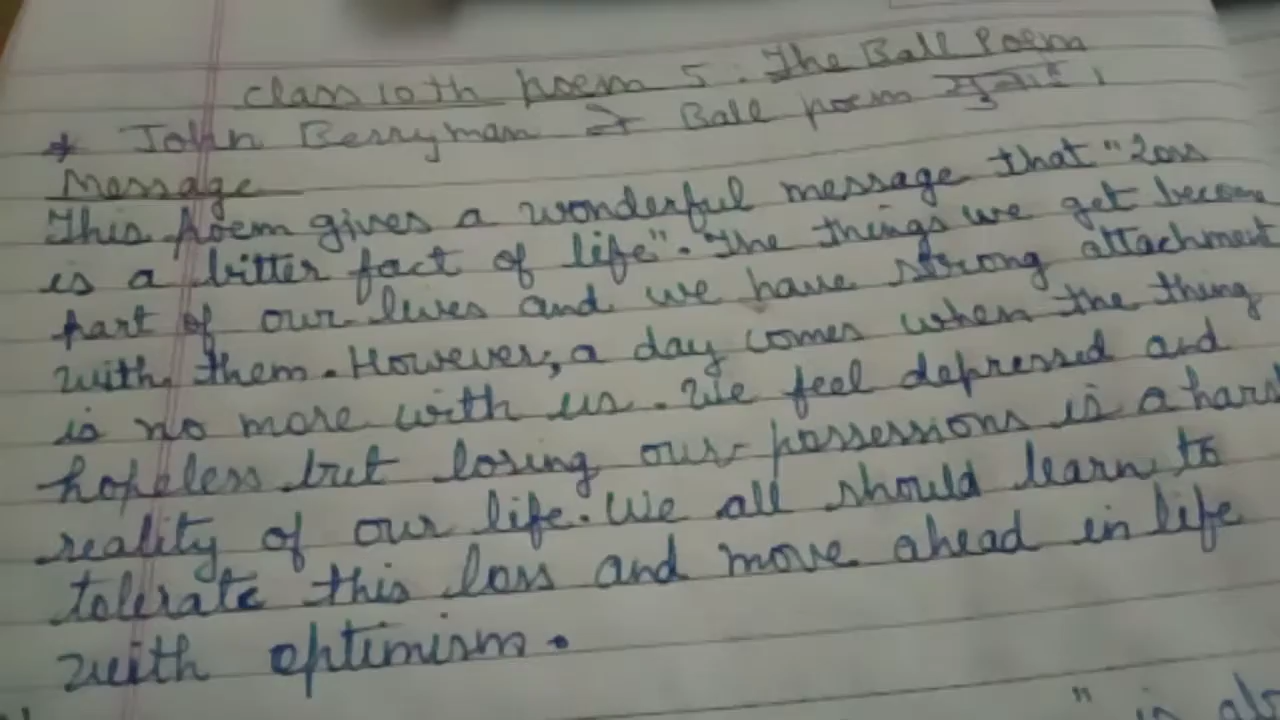 class 10th poem 5. The Ball Poem
* John Berryman ने Ball poem सुनाई।
Message
This poem gives a wonderful message that "Loss
is a bitter fact of life". The things we get become
part of our lives and we have strong attachment
with them. However, a day comes when the thing
is no more with us. We feel depressed and
hopeless but losing our possessions is a hard
reality of our life. We all should learn to
tolerate this loss and move ahead in life
with optimism.
" is als